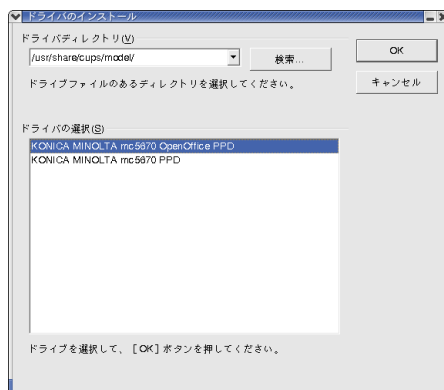 ドライバのインストール
ドライバディレクトリ(V)
/usr/share/cups/model/
検索...
OK
ドライブファイルのあるディレクトリを選択してください。
キャンセル
ドライバの選択(S)
KONICA MINOLTA mc5670 OpenOffice PPD
KONICA MINOLTA mc5670 PPD
ドライブを選択して、［OK］ボタンを押してください。